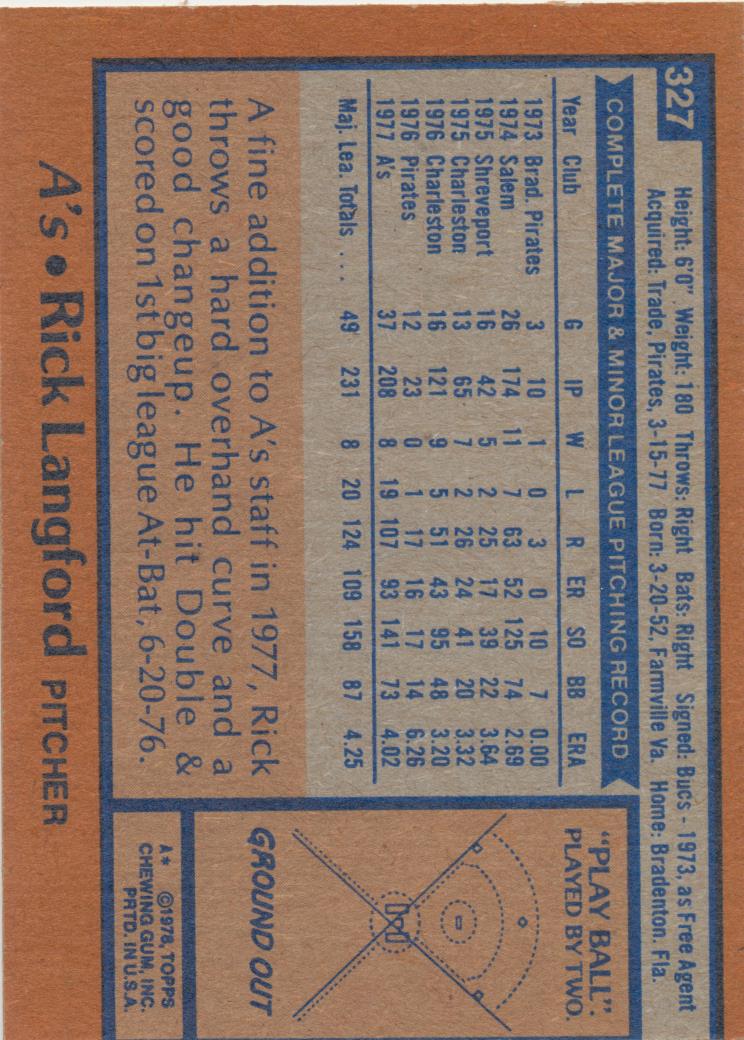 327
Height: 6'0" Weight: 180 Throws: Right Bats: Right Signed: Bucs - 1973, as Free Agent
Acquired: Trade, Pirates, 3-15-77 Born: 3-20-52, Farmville Va. Home: Bradenton. Fla.
COMPLETE MAJOR & MINOR LEAGUE PITCHING RECORD
Year Club G IP W L R ER SO BB ERA
1973 Brad. Pirates 3 10 1 0 3 0 10 7 0.00
1974 Salem 26 174 11 7 63 52 125 74 2.69
1975 Shreveport 16 42 5 2 25 17 39 22 3.64
1975 Charleston 13 65 7 2 26 24 41 20 3.32
1976 Charleston 16 121 9 5 51 43 95 48 3.20
1976 Pirates 12 23 0 1 17 16 17 14 6.26
1977 A's 37 208 8 19 107 93 141 73 4.02
Maj. Lea. Totals ... 49 231 8 20 124 109 158 87 4.25
A fine addition to A's staff in 1977, Rick
throws a hard overhand curve and a
good changeup. He hit Double &
scored on 1st big league At-Bat, 6-20-76.
"PLAY BALL":
PLAYED BY TWO.
GROUND OUT
A* ©1978, TOPPS
CHEWING GUM, INC.
PRTD. IN U.S.A.
A's • Rick Langford PITCHER